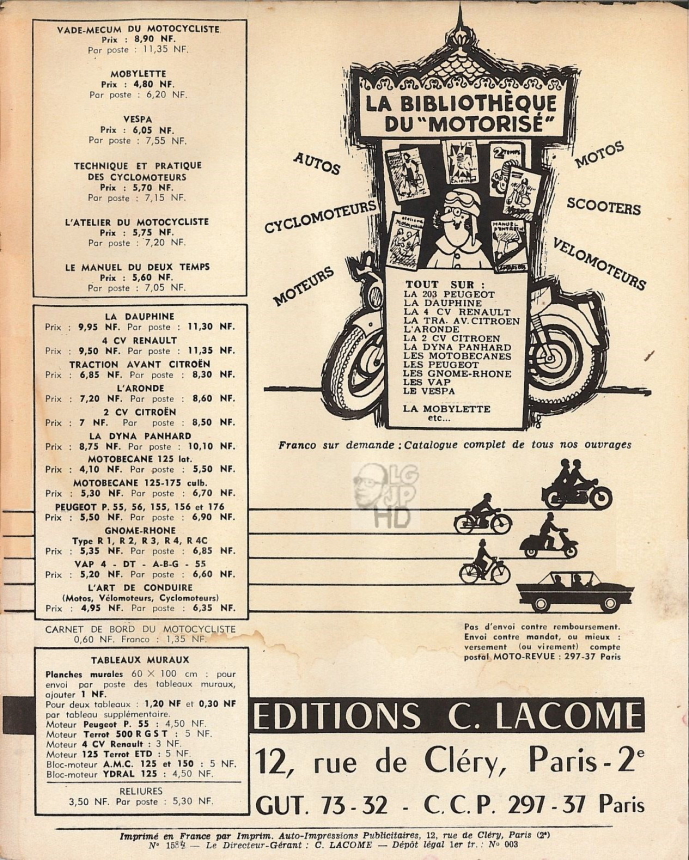 VADE-MECUM DU MOTOCYCLISTE
Prix : 8,90 NF.
Par poste : 11,35 NF.
MOBYLETTE
Prix : 4,80 NF.
Par poste : 6,20 NF.
VESPA
Prix : 6,05 NF.
Par poste : 7,55 NF.
TECHNIQUE ET PRATIQUE
DES CYCLOMOTEURS
Prix : 5,70 NF.
Par poste : 7,15 NF.
L'ATELIER DU MOTOCYCLISTE
Prix : 5,75 NF.
Par poste : 7,20 NF.
LE MANUEL DU DEUX TEMPS
Prix : 5,60 NF.
Par poste : 7,05 NF.
LA DAUPHINE
Prix : 9,95 NF. Par poste : 11,30 NF.
4 CV RENAULT
Prix : 9,50 NF. Par poste : 11,35 NF.
TRACTION AVANT CITROËN
Prix : 6,85 NF. Par poste : 8,30 NF.
L'ARONDE
Prix : 7,20 NF. Par poste : 8,60 NF.
2 CV CITROËN
Prix : 7 NF. Par poste : 8,50 NF.
LA DYNA PANHARD
Prix : 8,75 NF. Par poste : 10,10 NF.
MOTOBECANE 125 lat.
Prix : 4,10 NF. Par poste : 5,50 NF.
MOTOBECANE 125-175 culb.
Prix : 5,30 NF. Par poste : 6,70 NF.
PEUGEOT P. 55, 56, 155, 156 et 176
Prix : 5,50 NF. Par poste : 6,90 NF.
GNOME-RHONE
Type R 1, R 2, R 3, R 4, R 4C
Prix : 5,35 NF. Par poste : 6,85 NF.
VAP 4 - DT - A-B-G - 55
Prix : 5,20 NF. Par poste : 6,60 NF.
L'ART DE CONDUIRE
(Motos, Vélomoteurs, Cyclomoteurs)
Prix : 4,95 NF. Par poste : 6,35 NF.
CARNET DE BORD DU MOTOCYCLISTE
0,60 NF. Franco : 1,35 NF.
TABLEAUX MURAUX
Planches murales 60 × 100 cm : pour
envoi par poste des tableaux muraux,
ajouter 1 NF.
Pour deux tableaux : 1,20 NF et 0,30 NF
par tableau supplémentaire.
Moteur Peugeot P. 55 : 4,50 NF.
Moteur Terrot 500 R G S T : 5 NF.
Moteur 4 CV Renault : 3 NF.
Moteur 125 Terrot ETD : 5 NF.
Bloc-moteur A.M.C. 125 et 150 : 5 NF.
Bloc-moteur YDRAL 125 : 4,50 NF.
RELIURES
3,50 NF. Par poste : 5,30 NF.
LA BIBLIOTHÈQUE
DU "MOTORISÉ"
AUTOS
CYCLOMOTEURS
MOTEURS
MOTOS
SCOOTERS
VELOMOTEURS
2 TEMPS
MANUEL
D'ENTRETIEN
TOUT SUR :
LA 203 PEUGEOT
LA DAUPHINE
LA 4 CV RENAULT
LA TRA. AV. CITROEN
L'ARONDE
LA 2 CV CITROEN
LA DYNA PANHARD
LES MOTOBECANES
LES PEUGEOT
LES GNOME-RHONE
LES VAP
LE VESPA
LA MOBYLETTE
etc...
Franco sur demande : Catalogue complet de tous nos ouvrages
LG
JP
HD
Pas d'envoi contre remboursement.
Envoi contre mandat, ou mieux :
versement (ou virement) compte
postal MOTO-REVUE : 297-37 Paris
EDITIONS C. LACOME
12, rue de Cléry, Paris-2e
GUT. 73-32 - C.C.P. 297-37 Paris
Imprimé en France par Imprim. Auto-Impressions Publicitaires, 12, rue de Cléry, Paris (2e)
Le Directeur-Gérant : C. LACOME — Dépôt légal 1er tr. : No 003